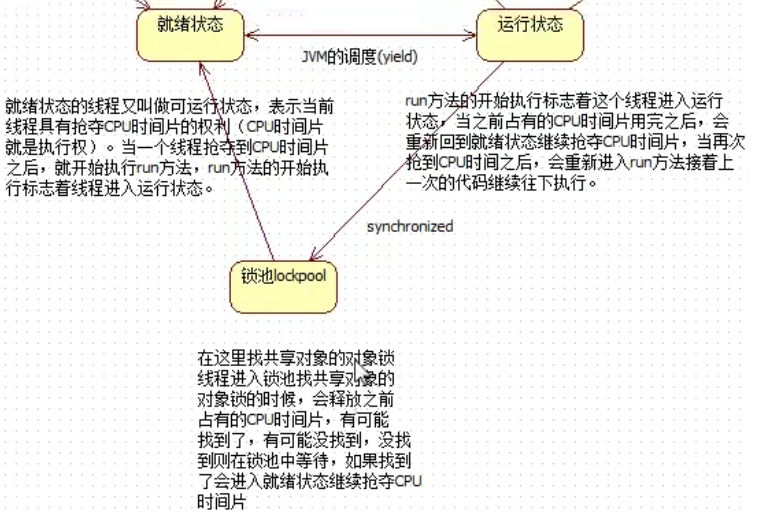 就绪状态
运行状态
JVM的调度(yield)
就绪状态的线程又叫做可运行状态，表示当前
线程具有抢夺CPU时间片的权利（CPU时间片
就是执行权）。当一个线程抢夺到CPU时间片
之后，就开始执行run方法，run方法的开始执
行标志着线程进入运行状态。
run方法的开始执行标志着这个线程进入运行
状态，当之前占有的CPU时间片用完之后，会
重新回到就绪状态继续抢夺CPU时间片，当再次
抢到CPU时间之后，会重新进入run方法接着上
一次的代码继续往下执行。
synchronized
锁池lockpool
在这里找共享对象的对象锁
线程进入锁池找共享对象的
对象锁的时候，会释放之前
占有的CPU时间片，有可能
找到了，有可能没找到，没找
到则在锁池中等待，如果找到
了会进入就绪状态继续抢夺CPU
时间片